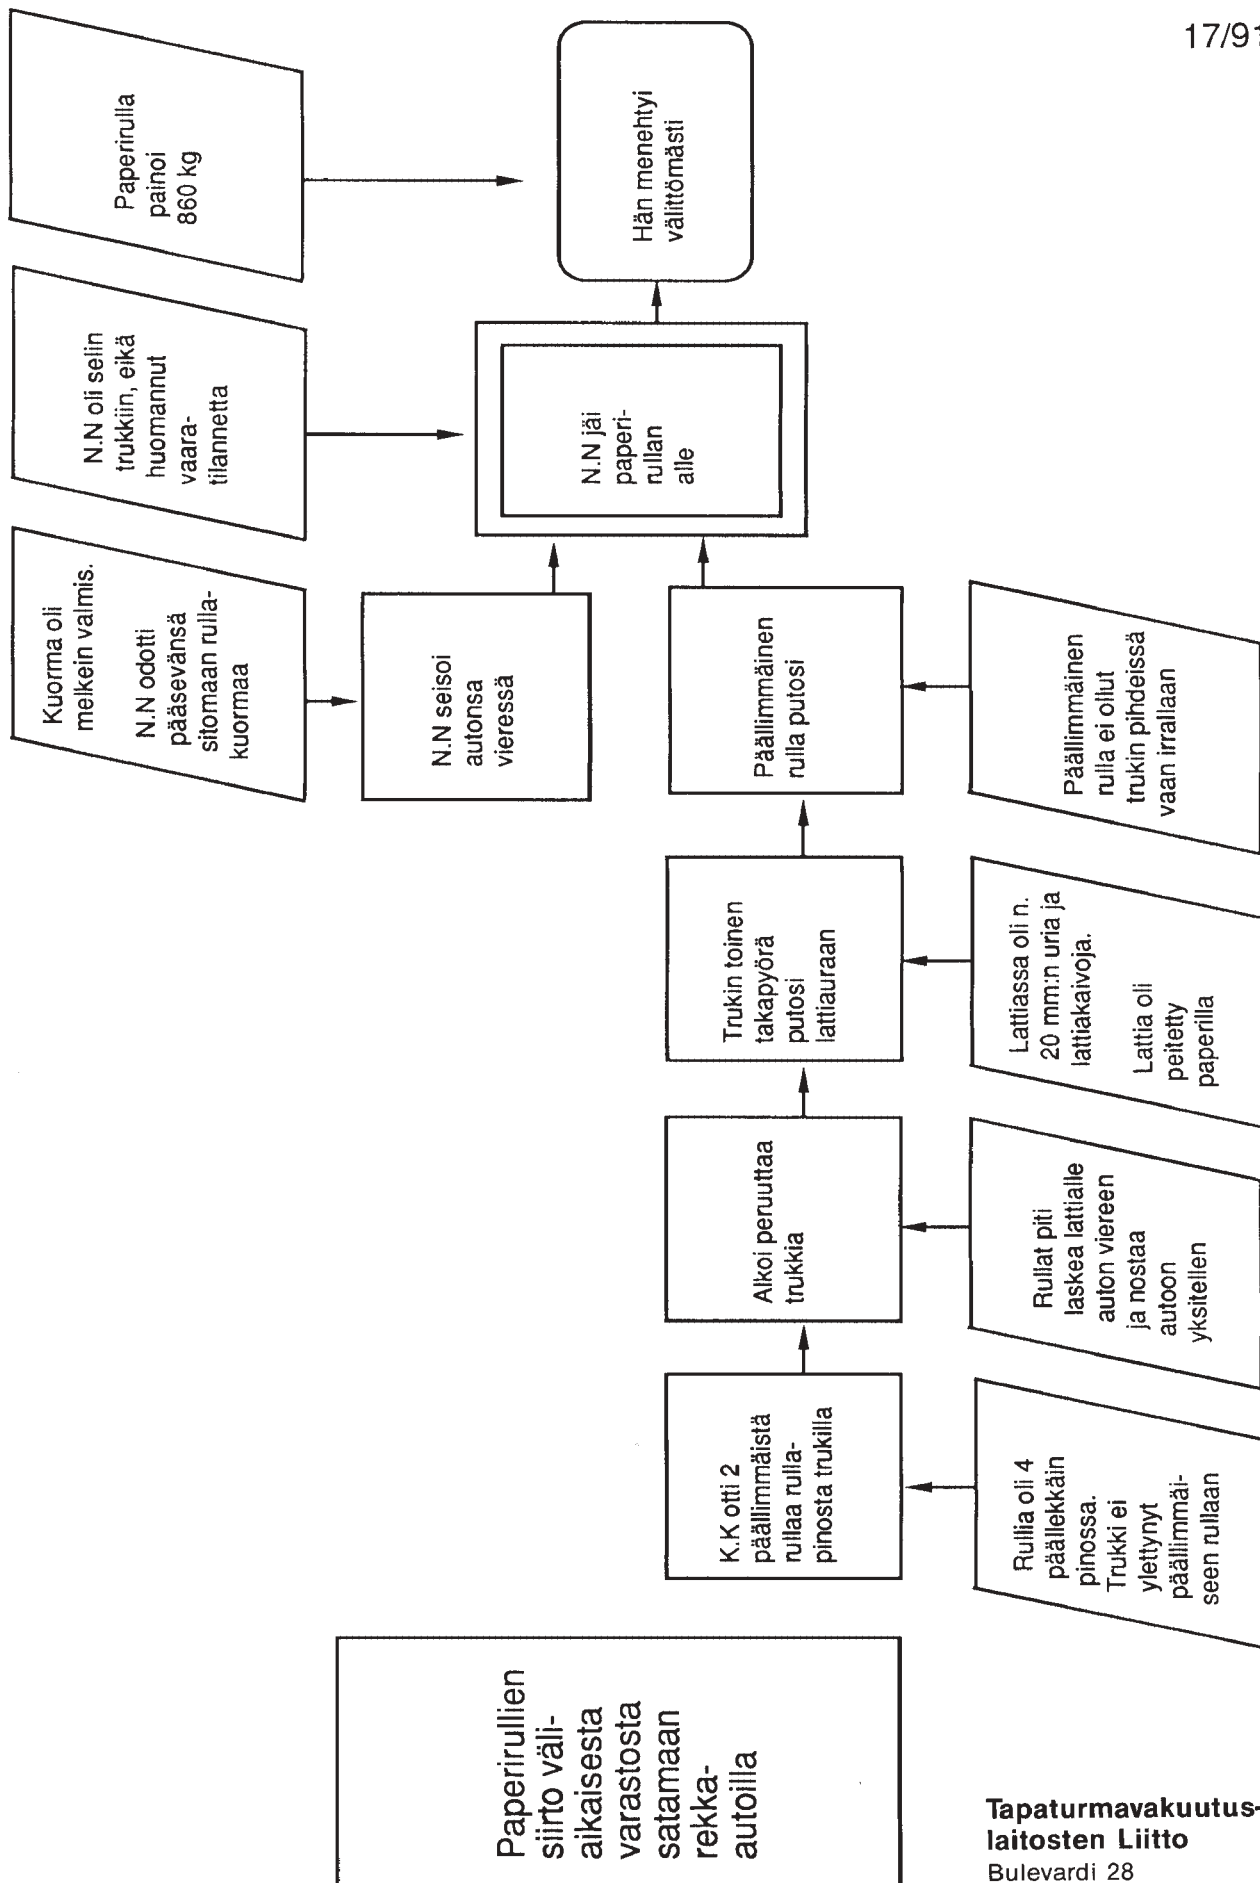 17/91
Paperirullien
siirto väli-
aikaisesta
varastosta
satamaan
rekka-
autoilla
Kuorma oli
melkein valmis.
N.N odotti
pääsevänsä
sitomaan rulla-
kuormaa
N.N oli selin
trukkiin, eikä
huomannut
vaara-
tilannetta
Paperirulla
painoi
860 kg
N.N seisoi
autonsa
vieressä
N.N jäi
paperi-
rullan
alle
Hän menehtyi
välittömästi
K.K otti 2
päällimmäistä
rullaa rulla-
pinosta trukilla
Alkoi peruuttaa
trukkia
Trukin toinen
takapyörä
putosi
lattiauraan
Päällimmäinen
rulla putosi
Rullia oli 4
päällekkäin
pinossa.
Trukki ei
ylettynyt
päällimmäi-
seen rullaan
Rullat piti
laskea lattialle
auton viereen
ja nostaa
autoon
yksitellen
Lattiassa oli n.
20 mm:n uria ja
lattiakaivoja.
Lattia oli
peitetty
paperilla
Päällimmäinen
rulla ei ollut
trukin pihdeissä
vaan irrallaan
Tapaturmavakuutus-
laitosten Liitto
Bulevardi 28